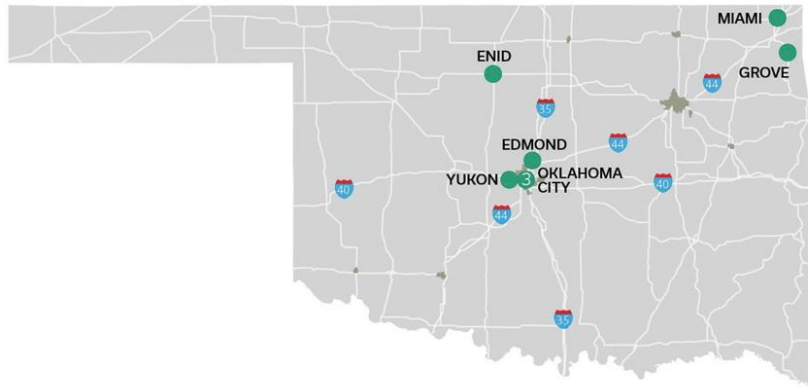 MIAMI
ENID
GROVE
44
35
EDMOND
44
YUKON
3
OKLAHOMA
CITY
40
40
44
35